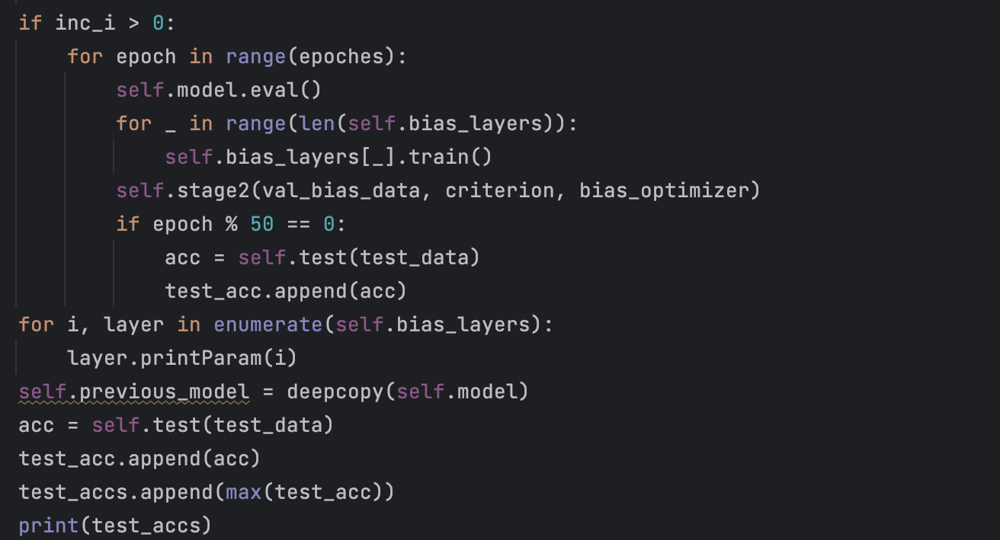 if inc_i > 0:
for epoch in range(epoches):
self.model.eval()
for _ in range(len(self.bias_layers)):
self.bias_layers[_].train()
self.stage2(val_bias_data, criterion, bias_optimizer)
if epoch % 50 == 0:
acc = self.test(test_data)
test_acc.append(acc)
for i, layer in enumerate(self.bias_layers):
layer.printParam(i)
self.previous_model = deepcopy(self.model)
acc = self.test(test_data)
test_acc.append(acc)
test_accs.append(max(test_acc))
print(test_accs)